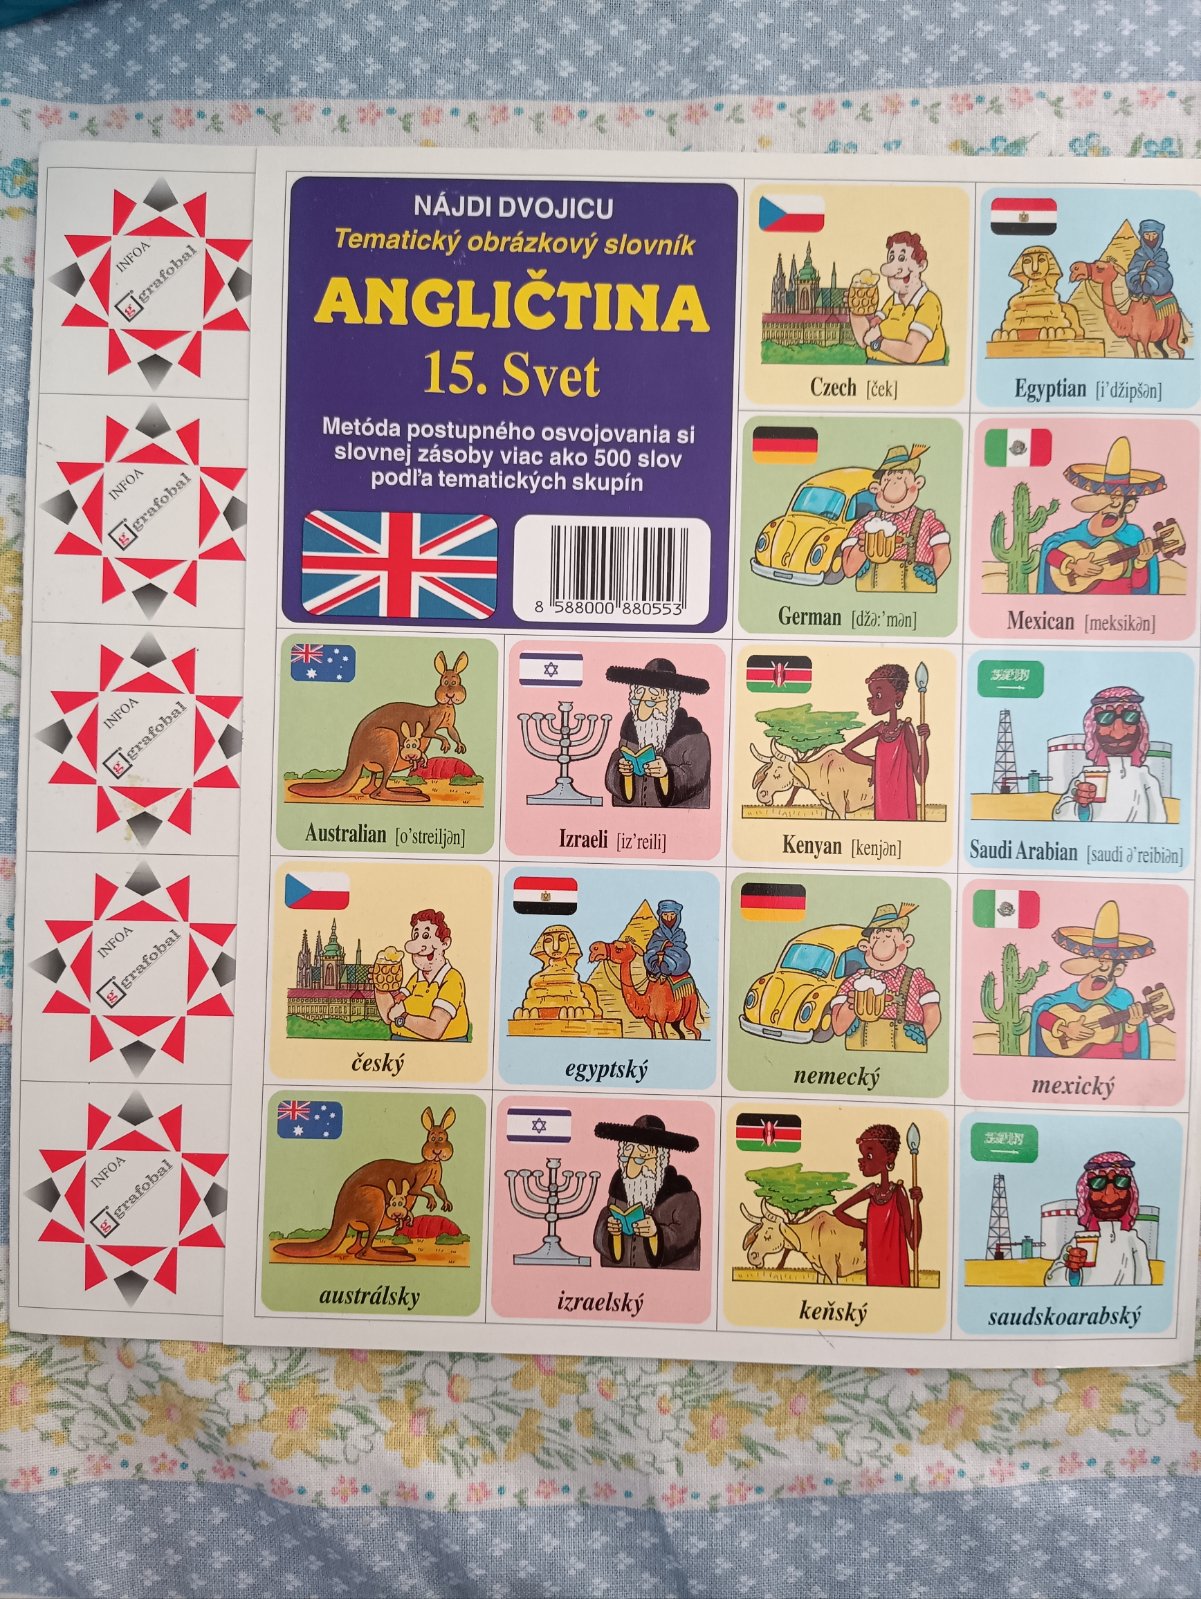 NÁJDI DVOJICU
Tematický obrázkový slovník
ANGLIČTINA
15. Svet
Metóda postupného osvojovania si
slovnej zásoby viac ako 500 slov
podľa tematických skupín
8 588000 880553
Czech [ček]
Egyptian [i'džipšən]
German [džə:'mən]
Mexican [meksikən]
Australian [o'streiljən]
Izraeli [iz'reili]
Kenyan [kenjən]
Saudi Arabian [saudi ə'reibiən]
český
egyptský
nemecký
mexický
austrálsky
izraelský
keňský
saudskoarabský
INFOA
g grafobal
INFOA
g grafobal
INFOA
g grafobal
INFOA
g grafobal
INFOA
g grafobal